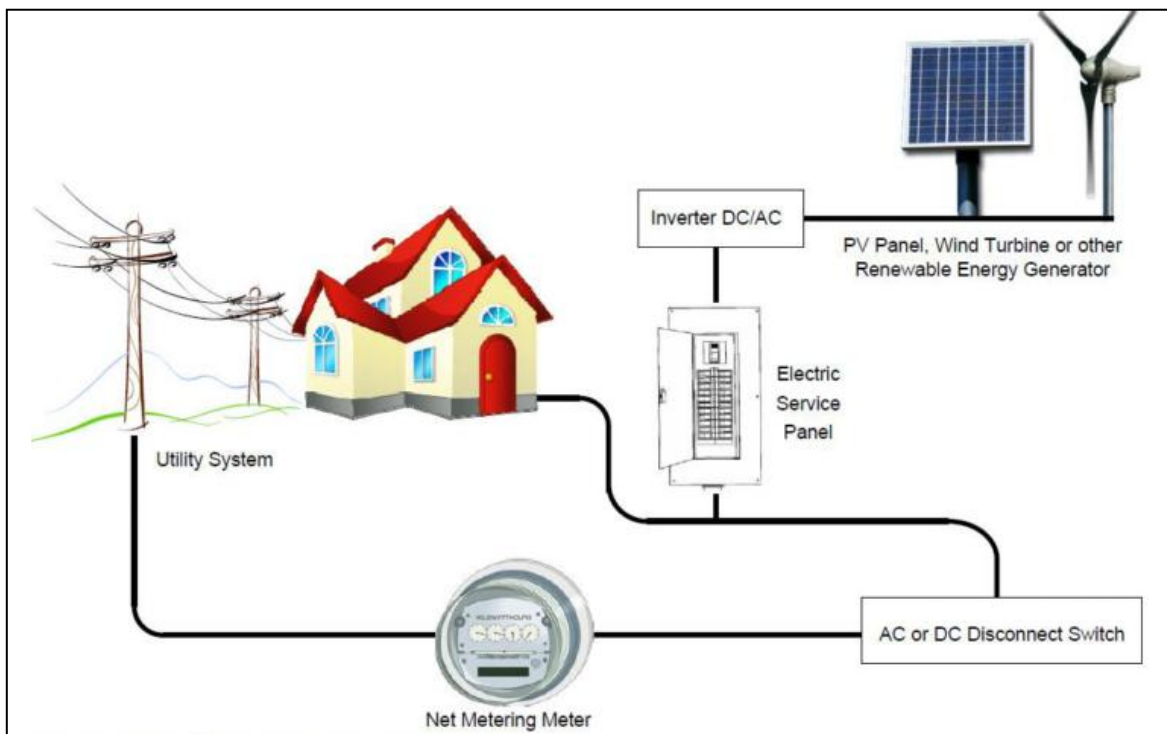 Inverter DC/AC
PV Panel, Wind Turbine or other
Renewable Energy Generator
Electric
Service
Panel
Utility System
AC or DC Disconnect Switch
Net Metering Meter